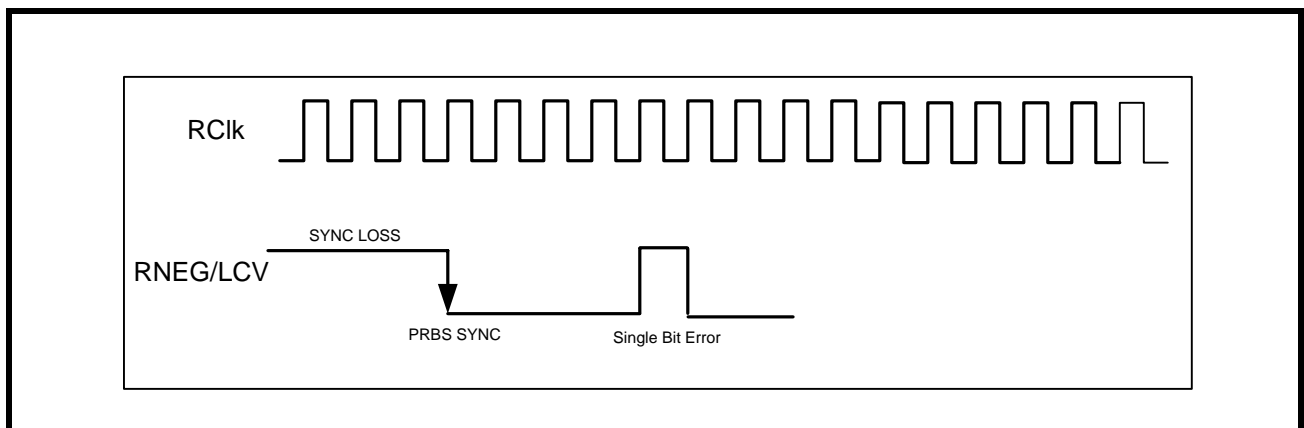 RClk
SYNC LOSS
RNEG/LCV
PRBS SYNC
Single Bit Error